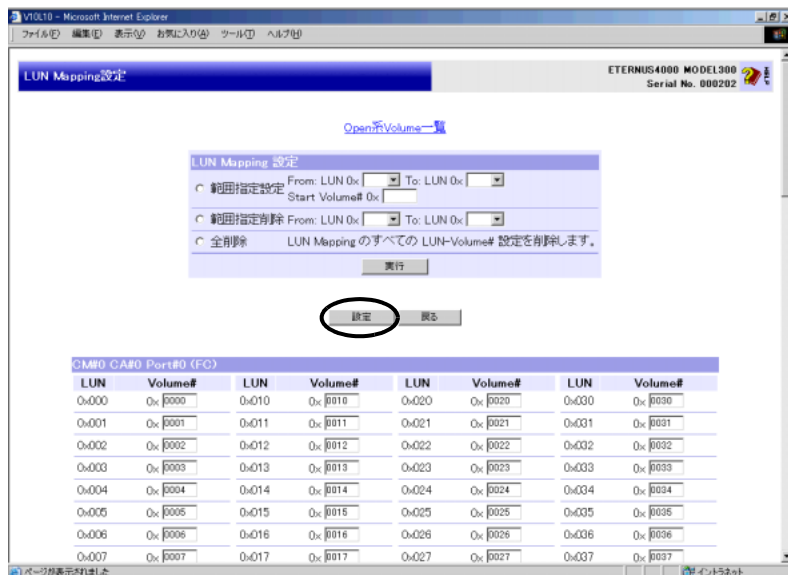 V10L10 - Microsoft Internet Explorer
ファイル(F) 編集(E) 表示(V) お気に入り(A) ツール(T) ヘルプ(H)
LUN Mapping設定
ETERNUS4000 MODEL300
Serial No. 000202
HELP
Open系Volume一覧
LUN Mapping 設定
範囲指定設定 From: LUN 0x To: LUN 0x
Start Volume# 0x
範囲指定削除 From: LUN 0x To: LUN 0x
全削除 LUN Mapping のすべての LUN-Volume# 設定を削除します。
実行
設定 戻る
CM#0 CA#0 Port#0 (FC)
LUN Volume# LUN Volume# LUN Volume# LUN Volume#
0x000 0x 0000 0x010 0x 0010 0x020 0x 0020 0x030 0x 0030
0x001 0x 0001 0x011 0x 0011 0x021 0x 0021 0x031 0x 0031
0x002 0x 0002 0x012 0x 0012 0x022 0x 0022 0x032 0x 0032
0x003 0x 0003 0x013 0x 0013 0x023 0x 0023 0x033 0x 0033
0x004 0x 0004 0x014 0x 0014 0x024 0x 0024 0x034 0x 0034
0x005 0x 0005 0x015 0x 0015 0x025 0x 0025 0x035 0x 0035
0x006 0x 0006 0x016 0x 0016 0x026 0x 0026 0x036 0x 0036
0x007 0x 0007 0x017 0x 0017 0x027 0x 0027 0x037 0x 0037
ページが表示されました イントラネット